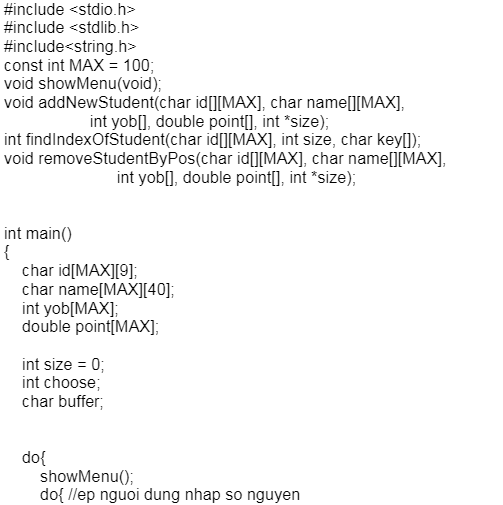 #include <stdio.h>
#include <stdlib.h>
#include<string.h>
const int MAX = 100;
void showMenu(void);
void addNewStudent(char id[][MAX], char name[][MAX],
int yob[], double point[], int *size);
int findIndexOfStudent(char id[][MAX], int size, char key[]);
void removeStudentByPos(char id[][MAX], char name[][MAX],
int yob[], double point[], int *size);
int main()
{
char id[MAX][9];
char name[MAX][40];
int yob[MAX];
double point[MAX];
int size = 0;
int choose;
char buffer;
do{
showMenu();
do{ //ep nguoi dung nhap so nguyen